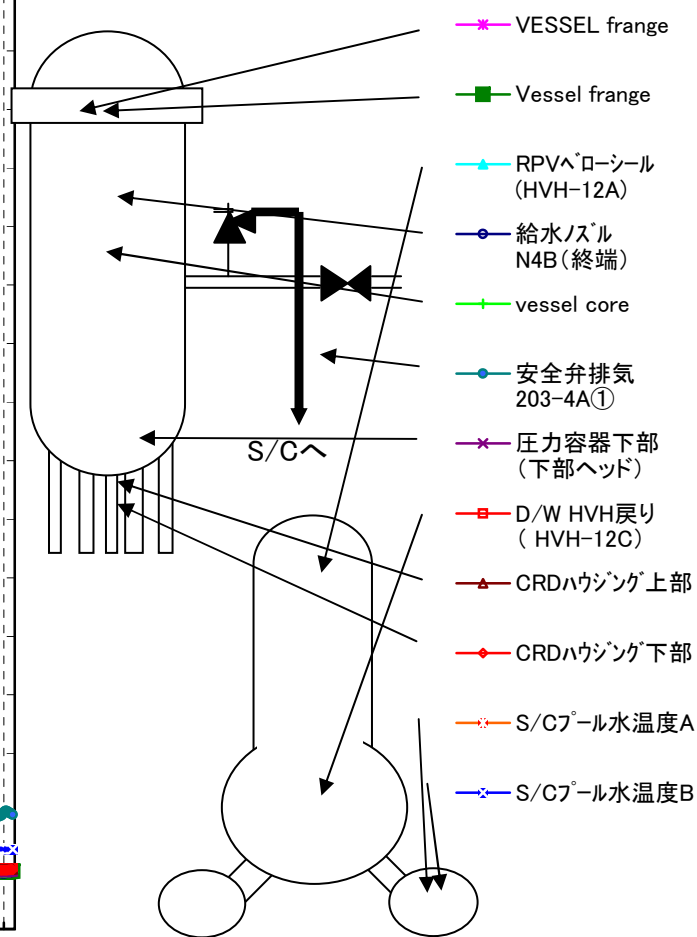 VESSEL frange
Vessel frange
RPVベローシール
(HVH-12A)
給水ノズル
N4B(終端)
vessel core
安全弁排気
203-4A①
圧力容器下部
(下部ヘッド)
D/W HVH戻り
( HVH-12C)
CRDハウジング上部
CRDハウジング下部
S/Cプール水温度A
S/Cプール水温度B
S/Cへ